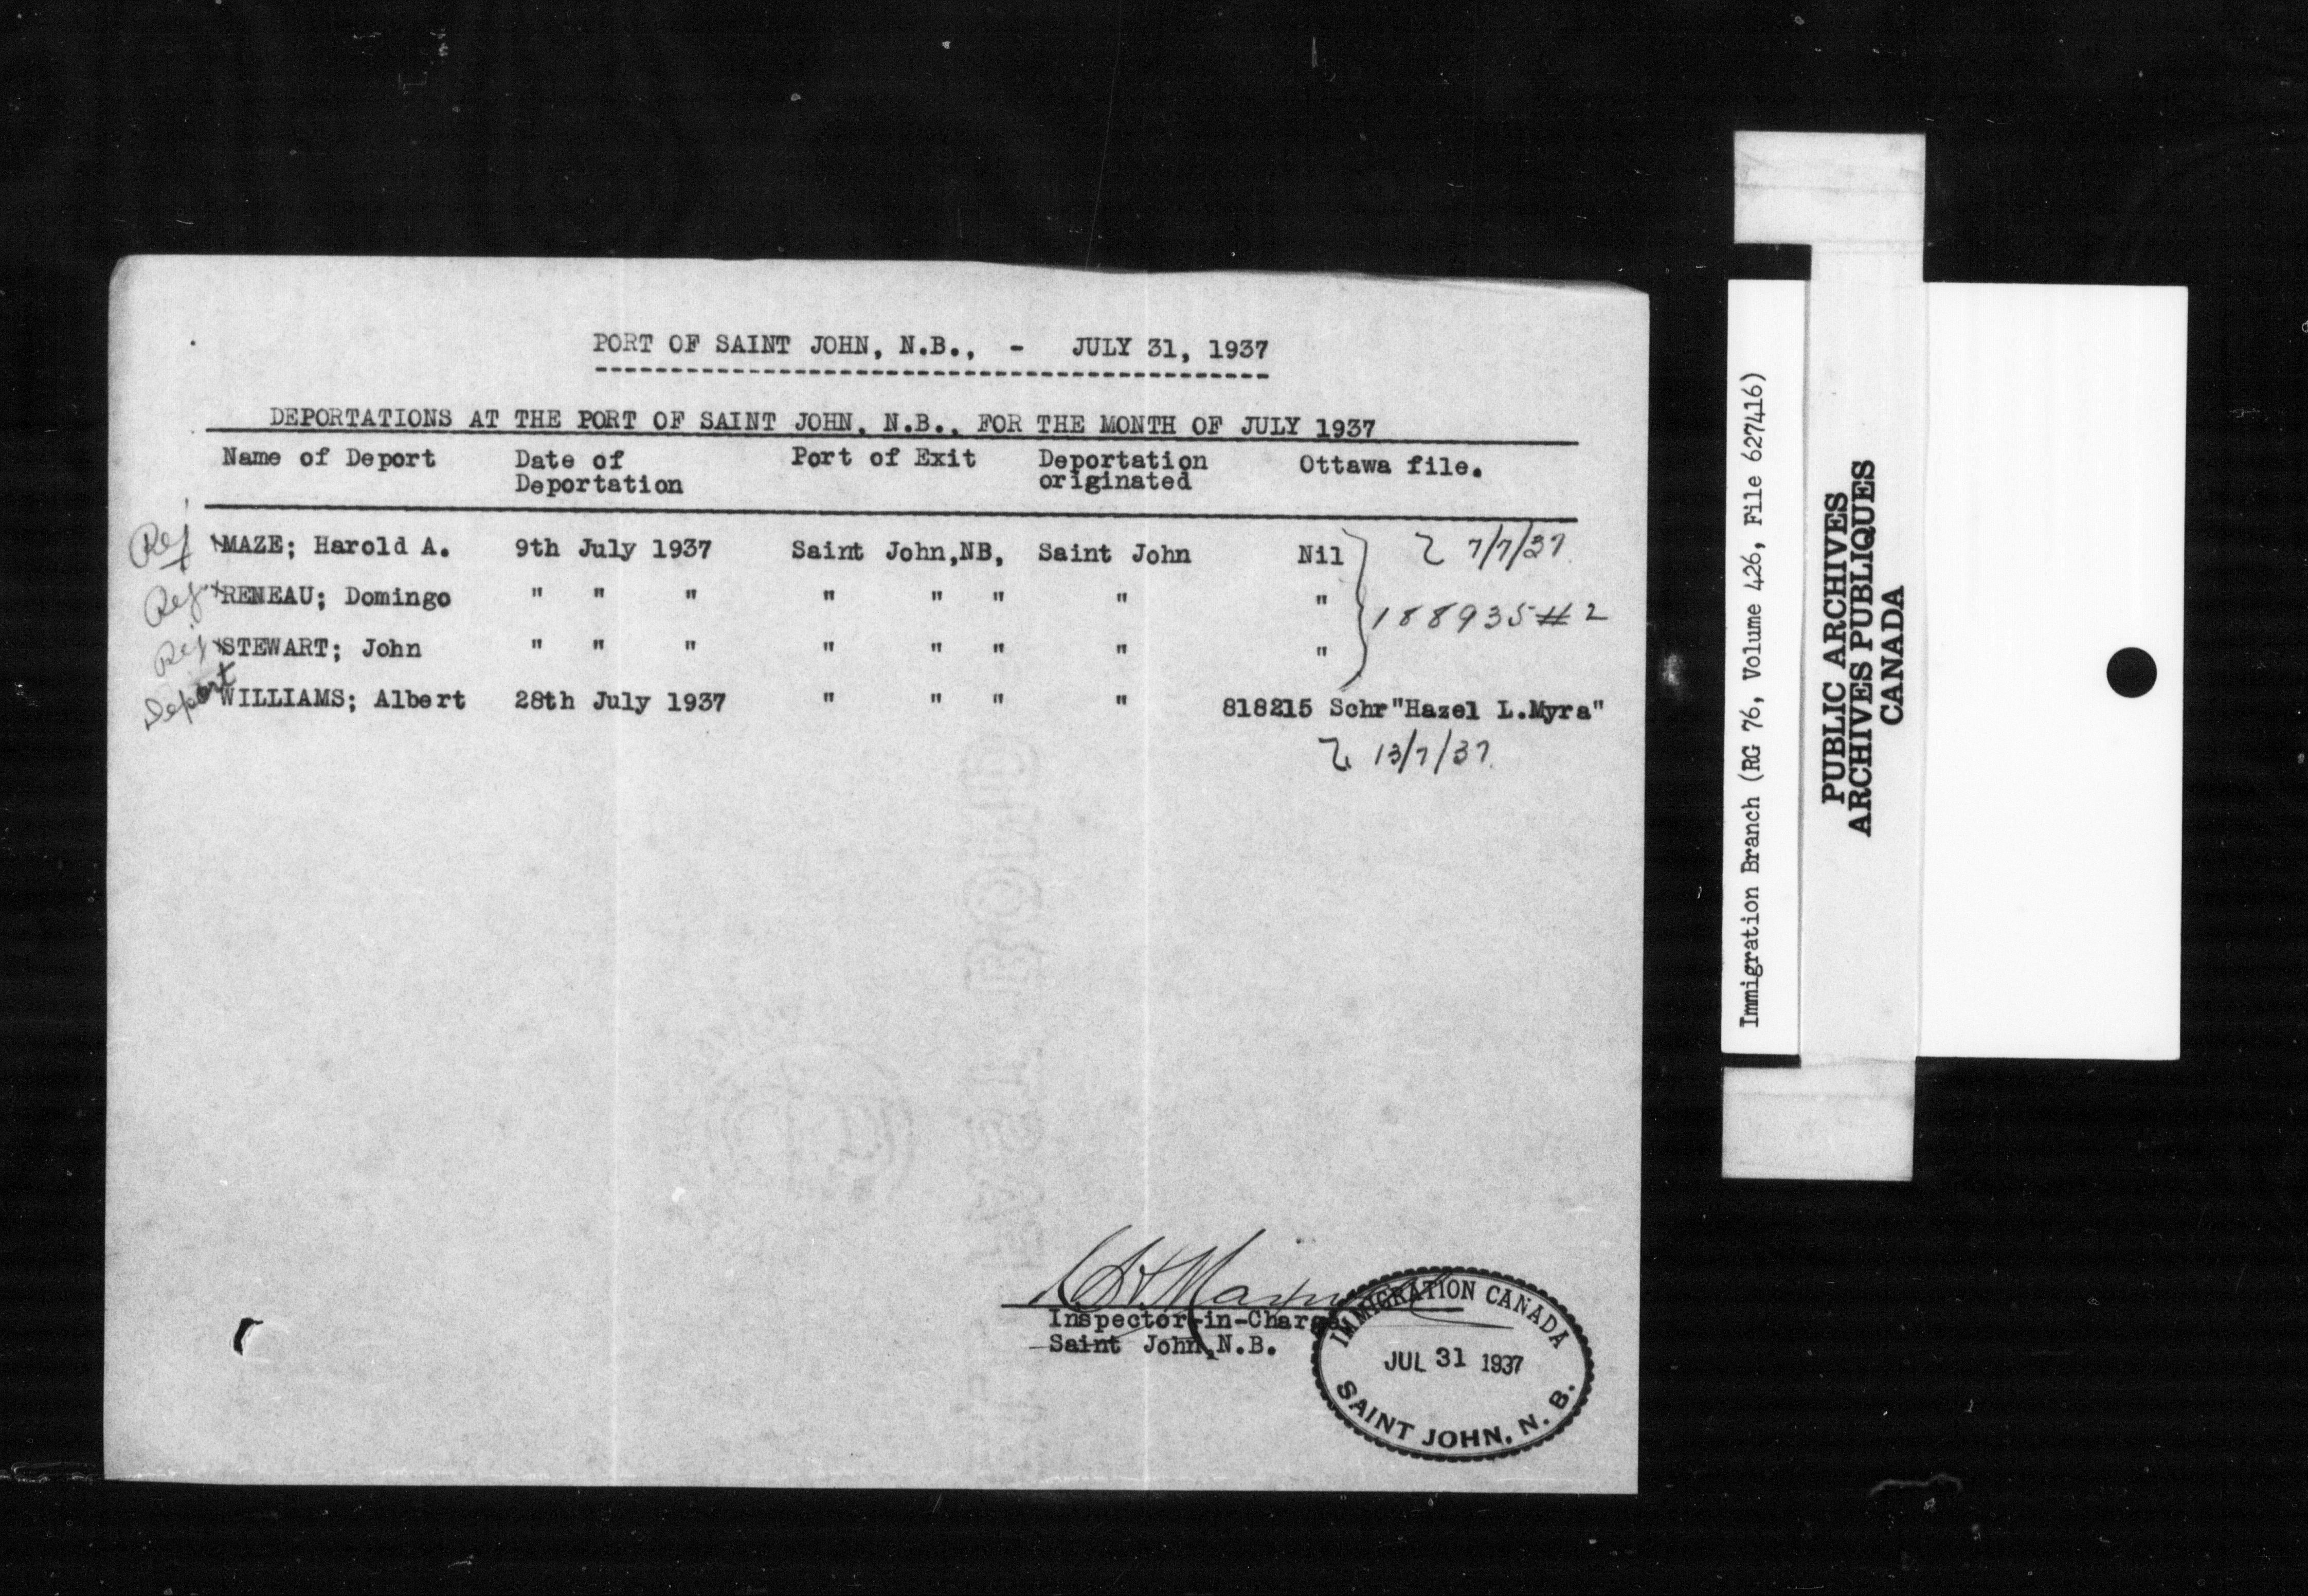 PORT OF SAINT JOHN, N.B., - JULY 31, 1937
DEPORTATIONS AT THE PORT OF SAINT JOHN, N.B., FOR THE MONTH OF JULY 1937
Name of Deport Date of Deportation Port of Exit Deportation originated Ottawa file.
Rej MAZE; Harold A. 9th July 1937 Saint John,NB, Saint John Nil 7/7/37
Rej RENEAU; Domingo " " " " " " " " 188935#2
Rej STEWART; John " " " " " " " "
Deport WILLIAMS; Albert 28th July 1937 " " " " 818215 Schr"Hazel L.Myra"
13/7/37
Inspector-in-Charge
Saint John,N.B.
IMMIGRATION CANADA
JUL 31 1937
SAINT JOHN, N. B.
Immigration Branch (RG 76, Volume 426, File 627416)
PUBLIC ARCHIVES
ARCHIVES PUBLIQUES
CANADA